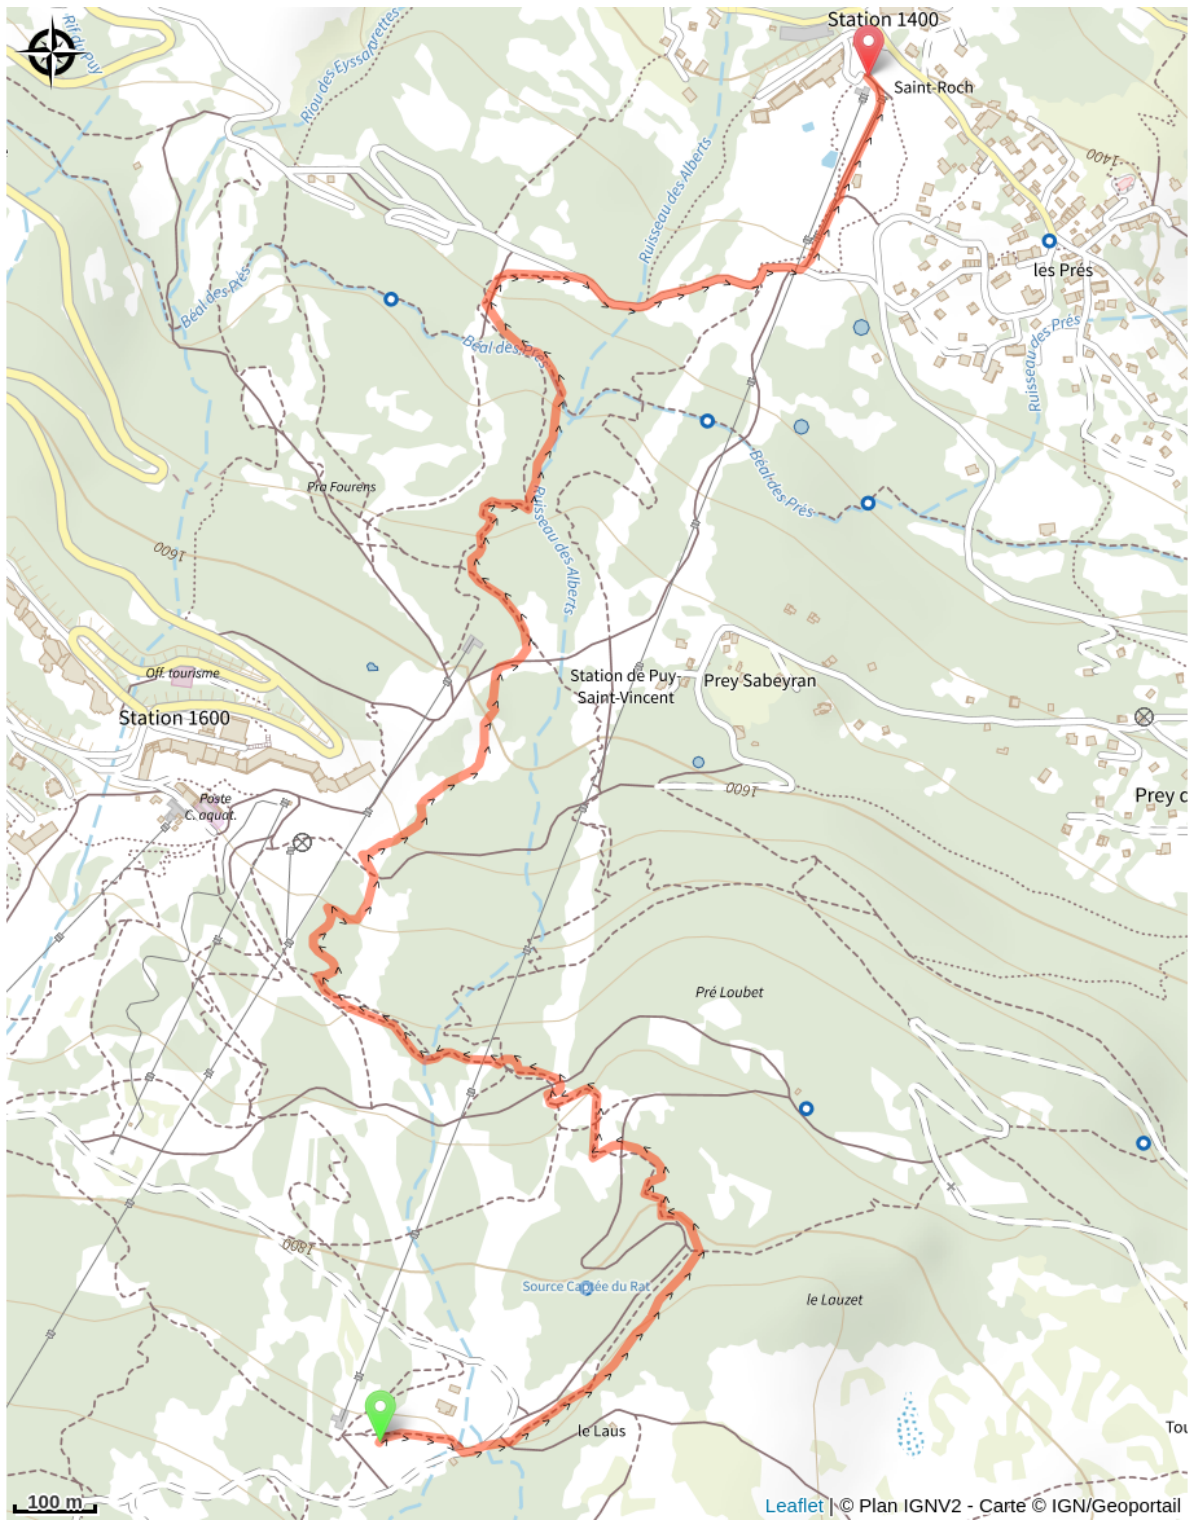 Station 1400
Rif du Puy
Riou des Eyssarettes
Saint-Roch
Ruisseau des Alberts
1400
les Prés
Béal des Prés
Béal des Prés
Ruisseau des Prés
Béal des Prés
Pra Fourens
Ruisseau des Alberts
1600
Off. tourisme
Station de Puy-
Saint-Vincent
Prey Sabeyran
Station 1600
1600
Prey d
Poste
C. aquat.
Pré Loubet
1800
Source Captée du Rat
le Lauzet
le Laus
Tou
100 m
Leaflet | © Plan IGNV2 - Carte © IGN/Geoportail